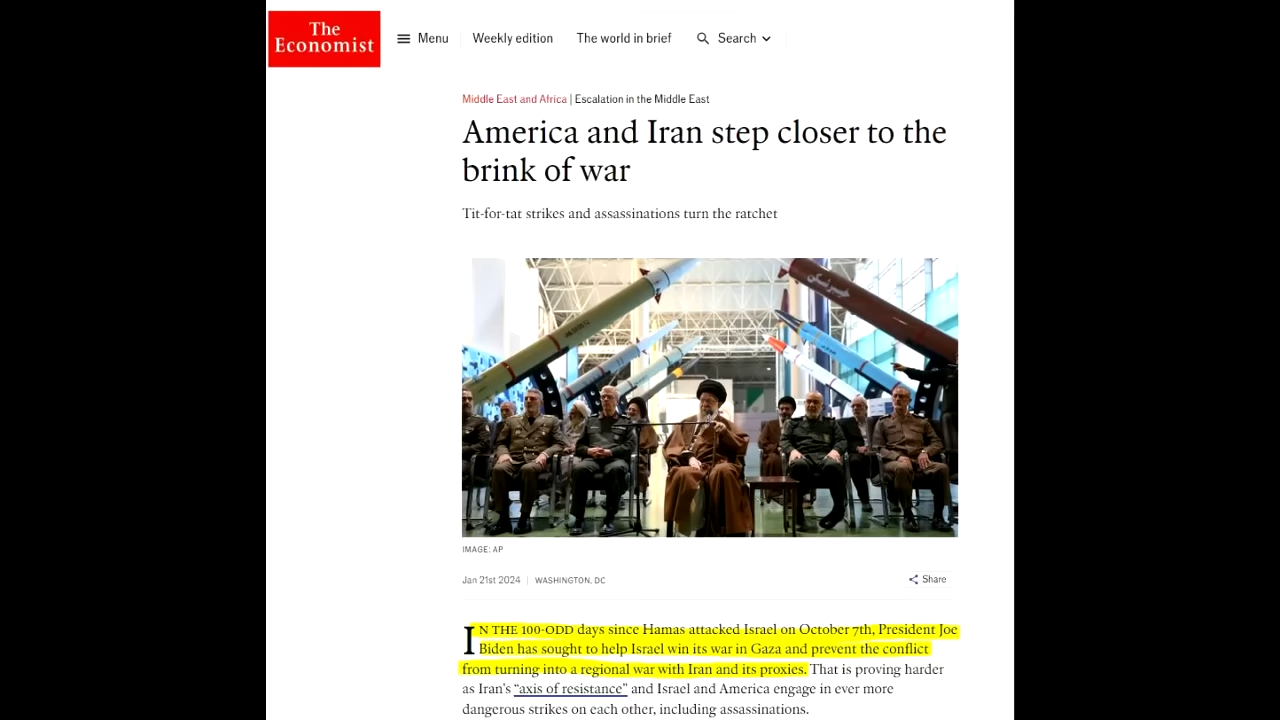 The
Economist
Menu
Weekly edition
The world in brief
Search
Middle East and Africa | Escalation in the Middle East
America and Iran step closer to the
brink of war
Tit-for-tat strikes and assassinations turn the ratchet
خیبرشکن
IMAGE: AP
Jan 21st 2024 | WASHINGTON, DC
Share
IN THE 100-ODD days since Hamas attacked Israel on October 7th, President Joe
Biden has sought to help Israel win its war in Gaza and prevent the conflict
from turning into a regional war with Iran and its proxies. That is proving harder
as Iran's “axis of resistance” and Israel and America engage in ever more
dangerous strikes on each other, including assassinations.